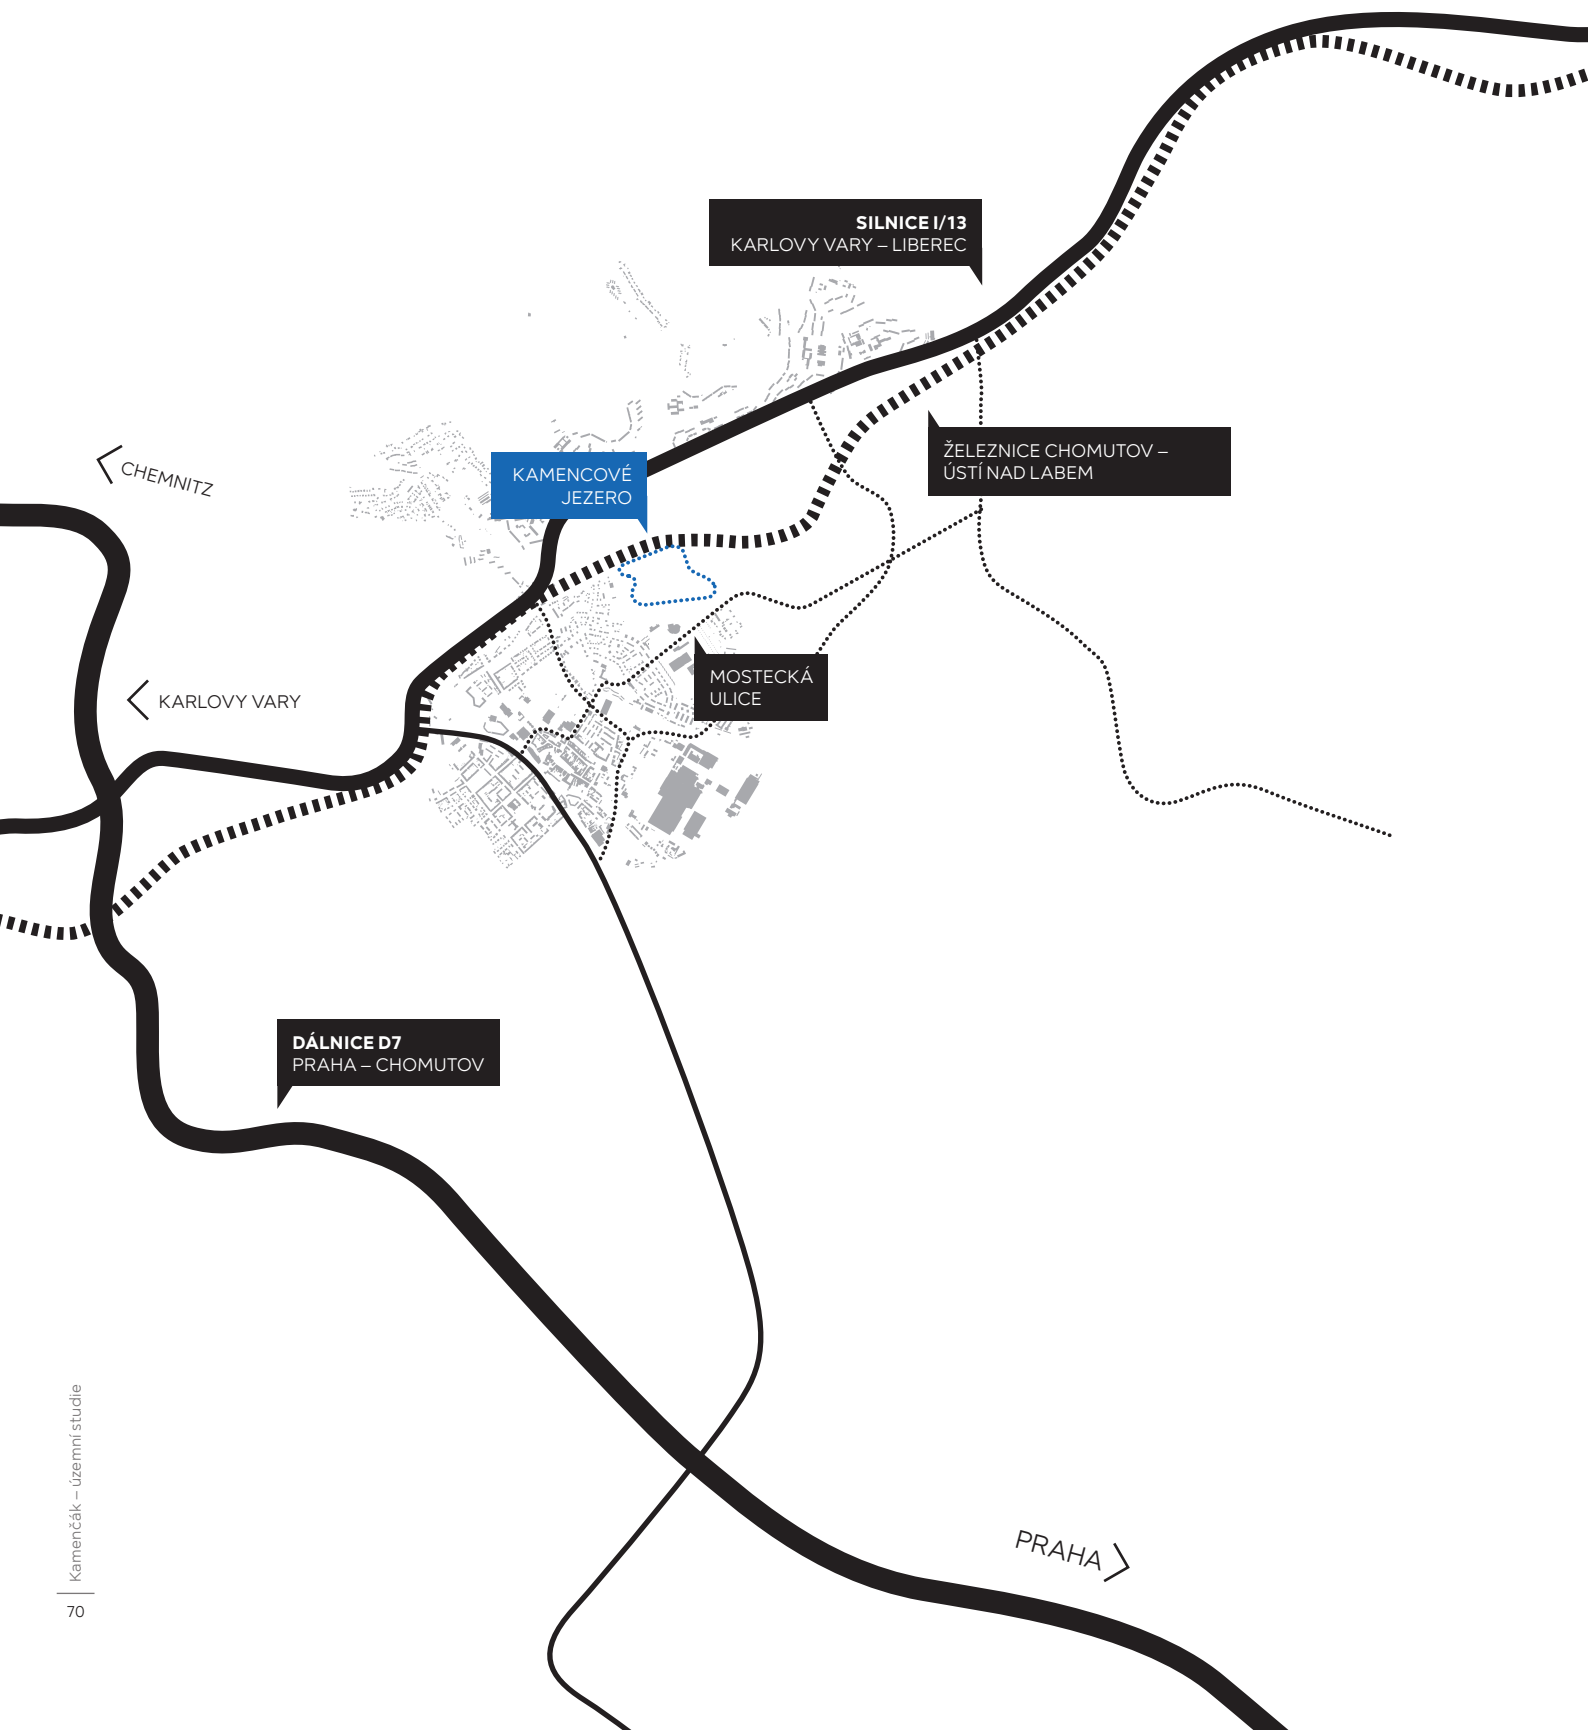 SILNICE I/13
KARLOVY VARY – LIBEREC
ŽELEZNICE CHOMUTOV –
ÚSTÍ NAD LABEM
KAMENCOVÉ
JEZERO
CHEMNITZ
KARLOVY VARY
MOSTECKÁ
ULICE
DÁLNICE D7
PRAHA – CHOMUTOV
PRAHA
Kamenčák – územní studie
70